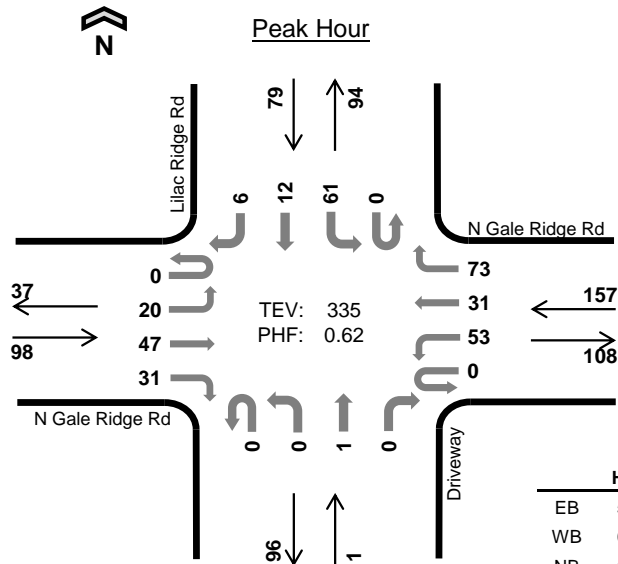 Peak Hour
N
79
94
Lilac Ridge Rd
6
12
61
0
N Gale Ridge Rd
0
73
37
20
TEV: 335
31
157
98
47
PHF: 0.62
53
108
31
0
N Gale Ridge Rd
0
0
1
0
Driveway
96
1
EB
WB